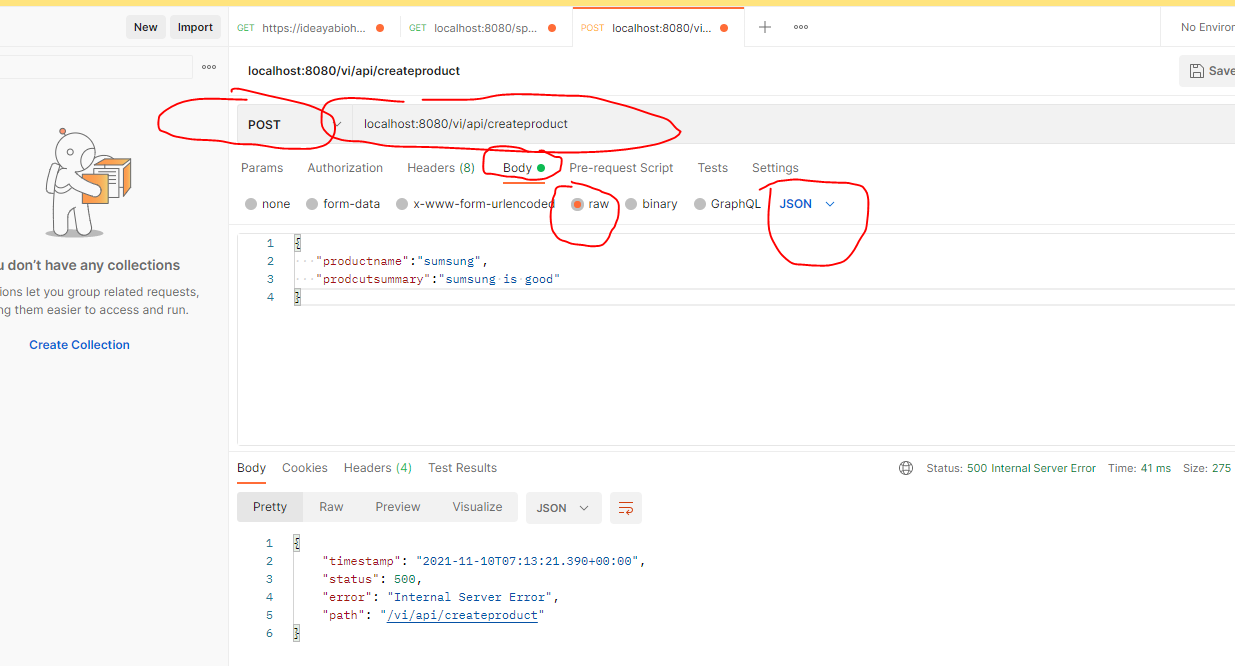 New Import GET https://ideayabioh... GET localhost:8080/sp... POST localhost:8080/vi... No Environ
localhost:8080/vi/api/createproduct Save
POST localhost:8080/vi/api/createproduct
Params Authorization Headers (8) Body Pre-request Script Tests Settings
none form-data x-www-form-urlencoded raw binary GraphQL JSON
1 {
2 "productname":"sumsung",
3 "prodcutsummary":"sumsung is good"
4 }
u don’t have any collections
ions let you group related requests,
ng them easier to access and run.
Create Collection
Body Cookies Headers (4) Test Results Status: 500 Internal Server Error Time: 41 ms Size: 275
Pretty Raw Preview Visualize JSON
1 {
2 "timestamp": "2021-11-10T07:13:21.390+00:00",
3 "status": 500,
4 "error": "Internal Server Error",
5 "path": "/vi/api/createproduct"
6 }